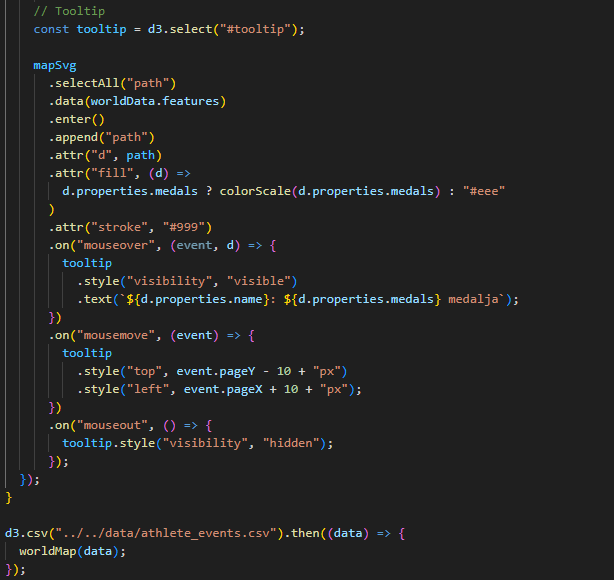 // Tooltip
const tooltip = d3.select("#tooltip");
mapSvg
.selectAll("path")
.data(worldData.features)
.enter()
.append("path")
.attr("d", path)
.attr("fill", (d) =>
d.properties.medals ? colorScale(d.properties.medals) : "#eee"
)
.attr("stroke", "#999")
.on("mouseover", (event, d) => {
tooltip
.style("visibility", "visible")
.text(`${d.properties.name}: ${d.properties.medals} medalja`);
})
.on("mousemove", (event) => {
tooltip
.style("top", event.pageY - 10 + "px")
.style("left", event.pageX + 10 + "px");
})
.on("mouseout", () => {
tooltip.style("visibility", "hidden");
});
});
}
d3.csv("../../data/athlete_events.csv").then((data) => {
worldMap(data);
});